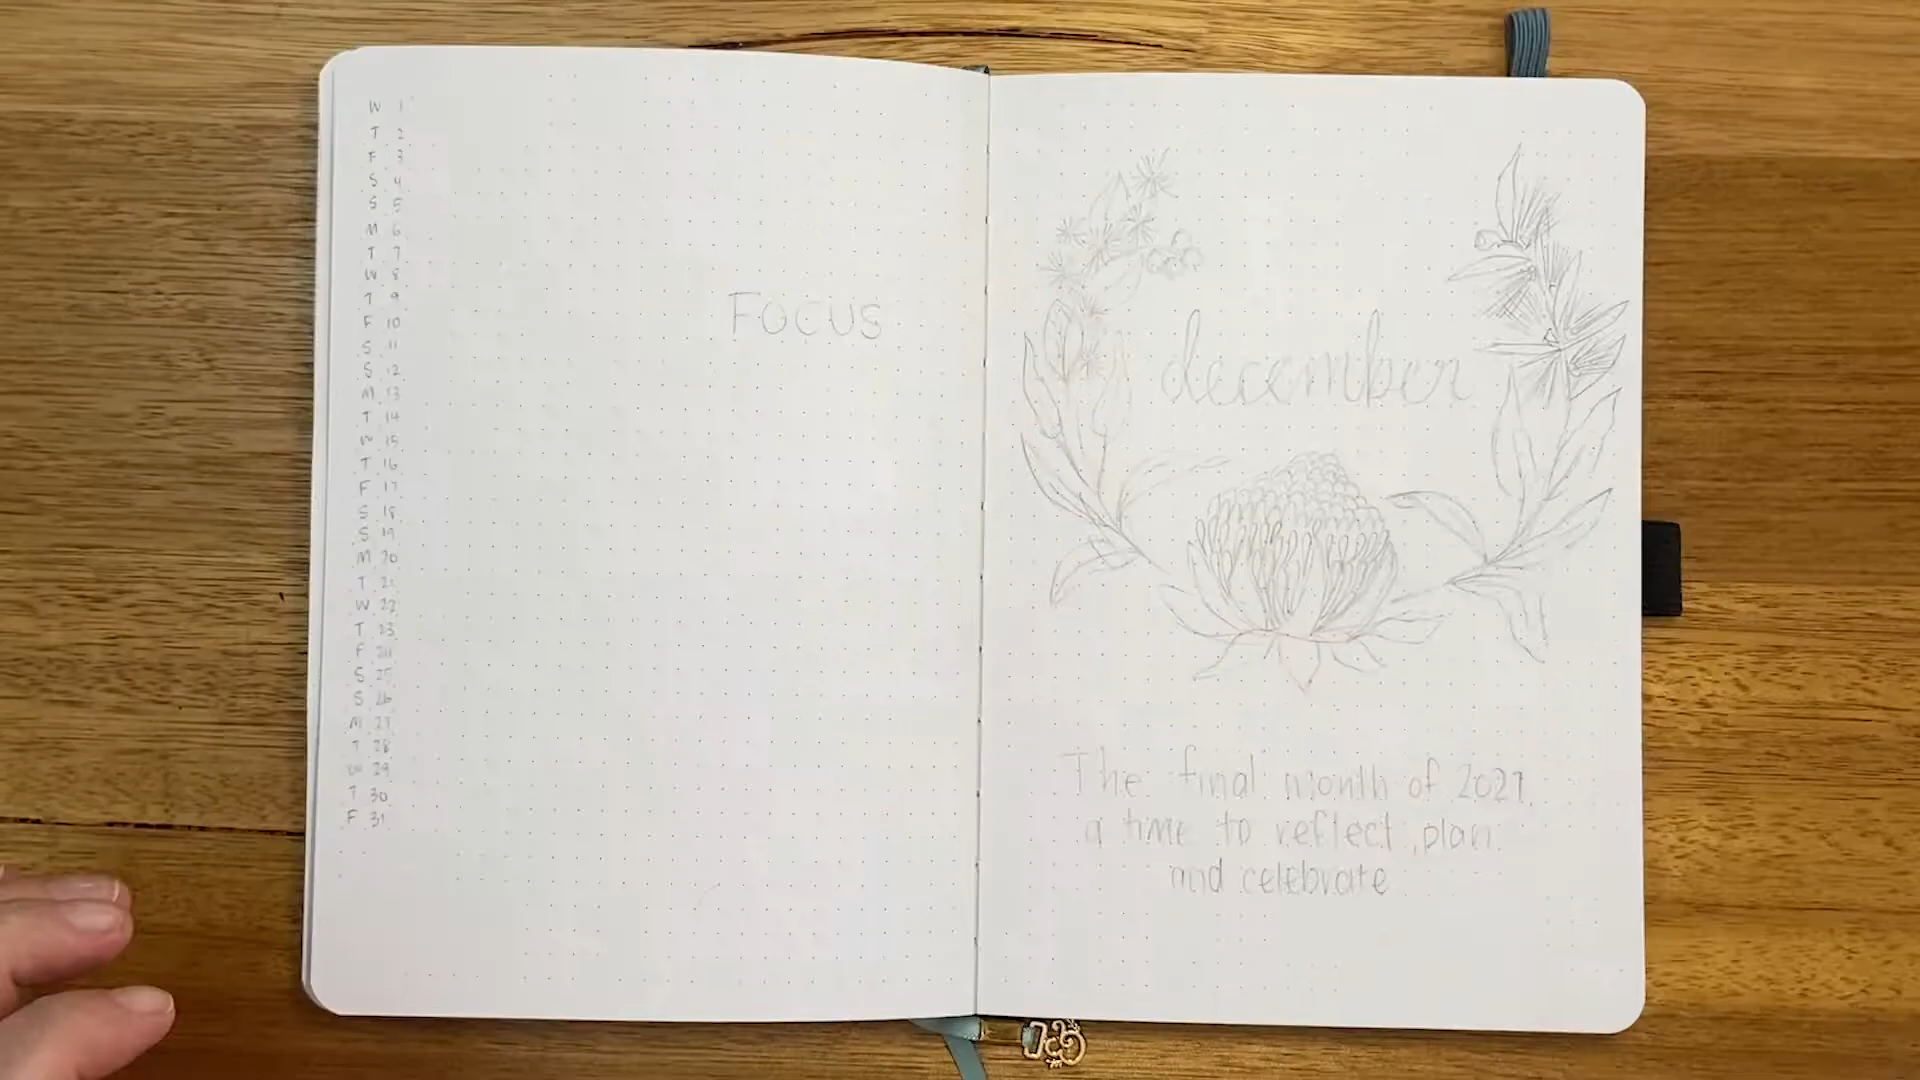 W 1
T 2
F 3
S 4
S 5
M 6
T 7
W 8
T 9
F 10
S 11
S 12
M 13
T 14
W 15
T 16
F 17
S 18
S 19
M 20
T 21
W 22
T 23
F 24
S 25
S 26
M 27
T 28
W 29
T 30
F 31
FOCUS
december
The final month of 2021,
a time to reflect, plan
and celebrate